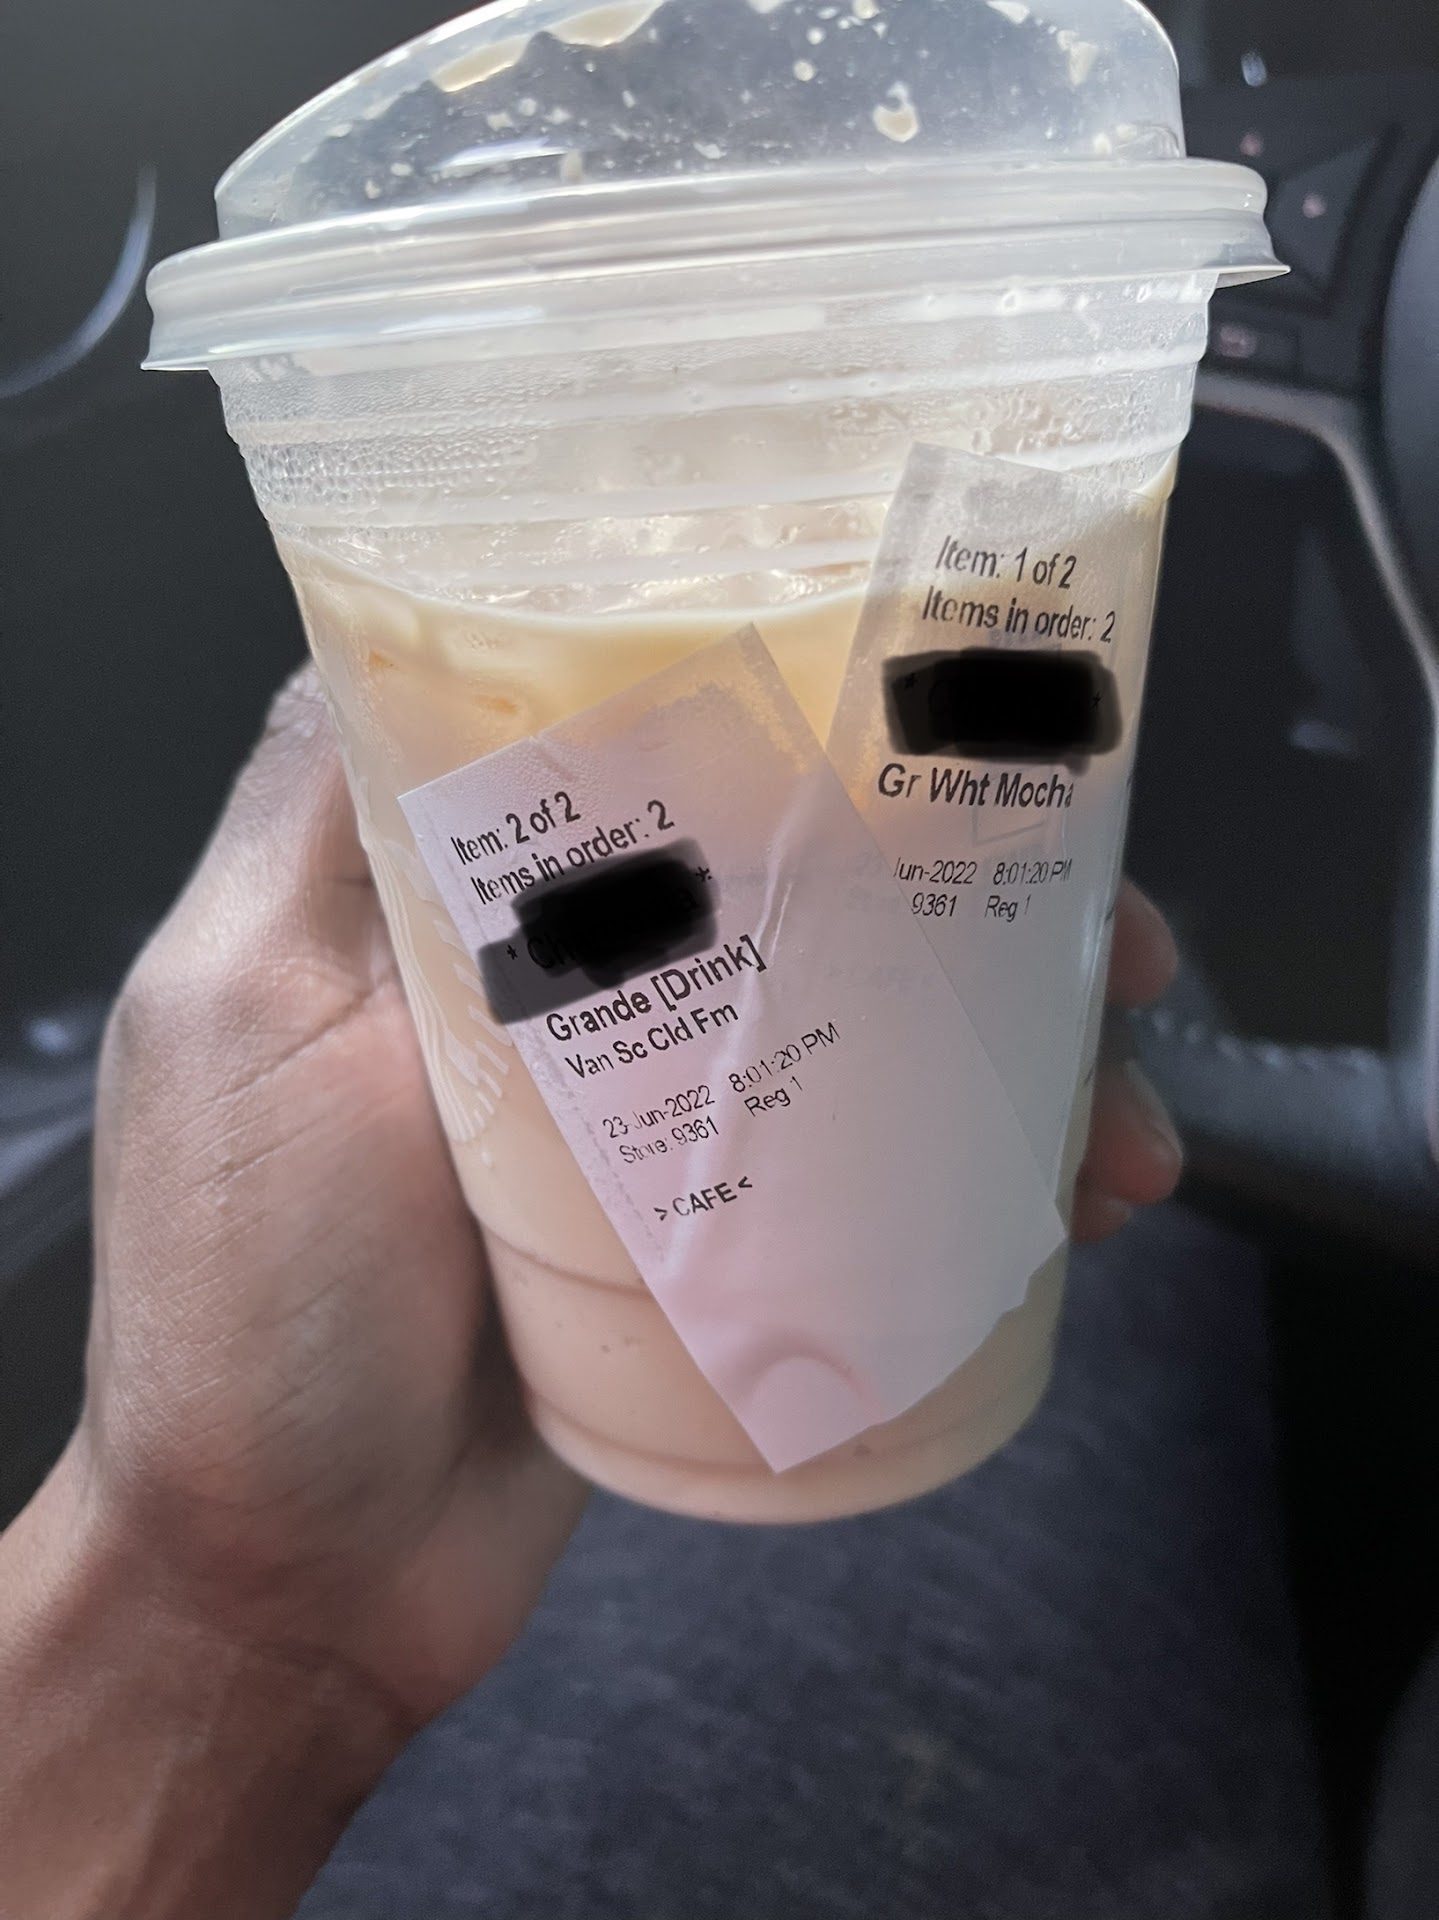 Item: 1 of 2
Items in order: 2
Gr Wht Mocha
Jun-2022 8:01:20 PM
9361 Reg 1
Item: 2 of 2
Items in order: 2
Grande [Drink]
Van Sc Cld Fm
23-Jun-2022 8:01:20 PM
Store: 9361 Reg 1
> CAFE <